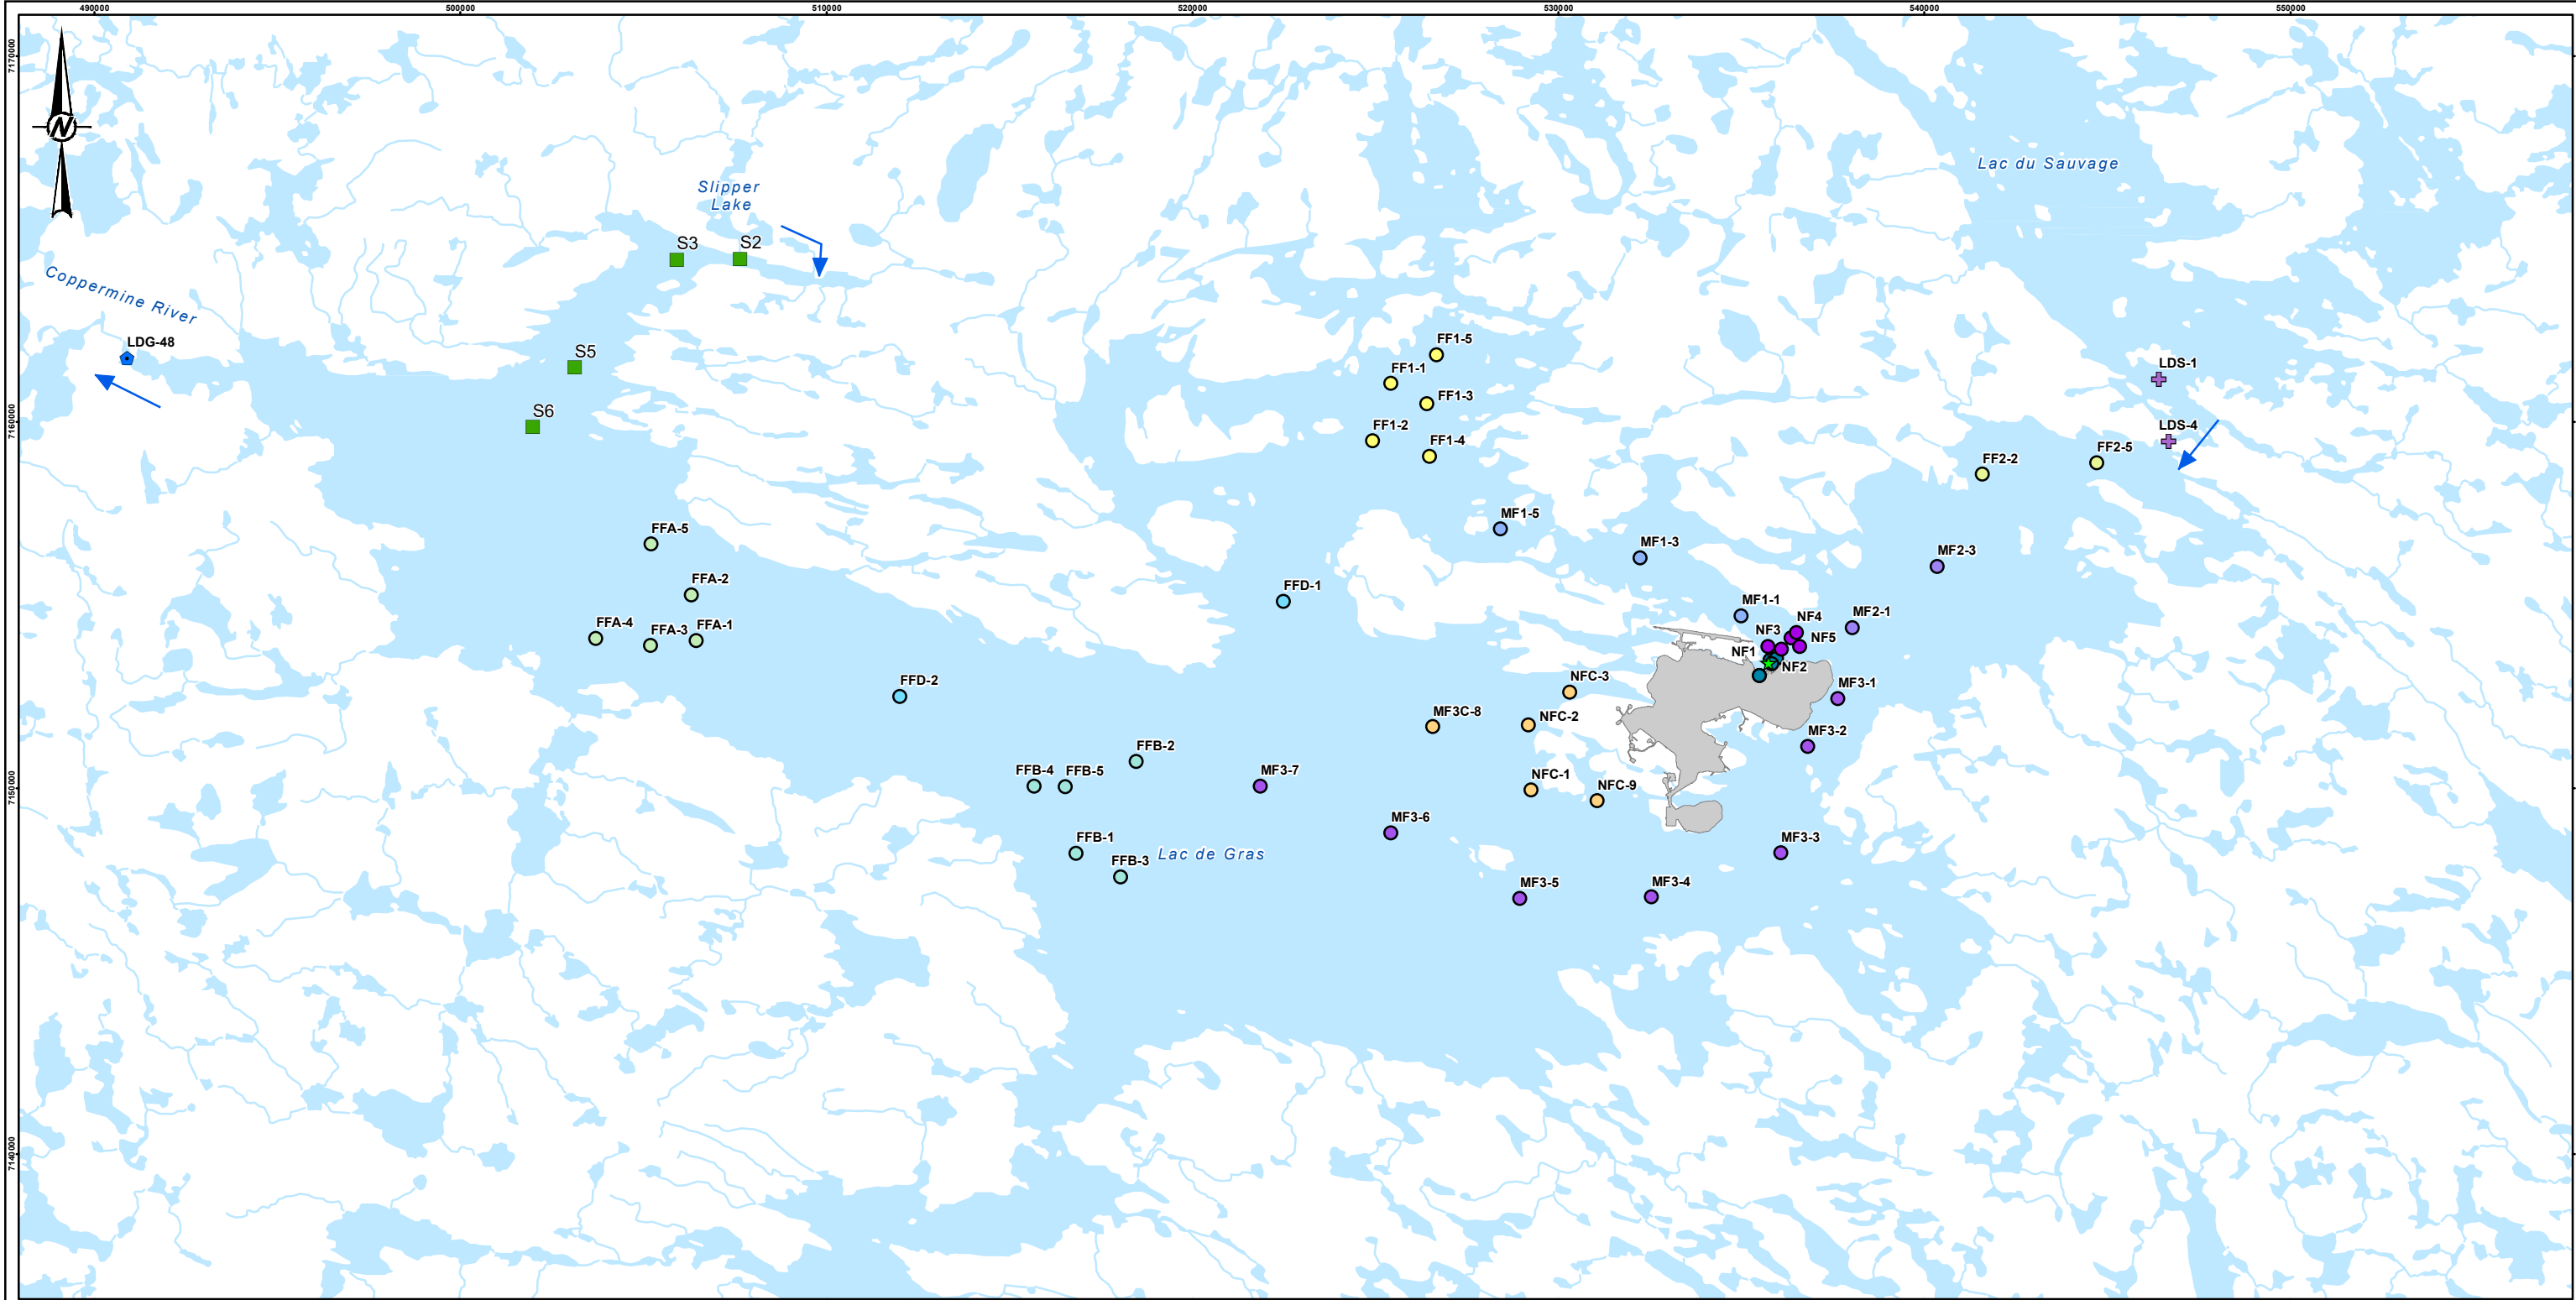 490000
500000
510000
520000
530000
540000
550000
7170000
7160000
7150000
7140000
N
Lac du Sauvage
Slipper
Lake
S3
S2
Coppermine River
LDG-48
S5
S6
FF1-5
FF1-1
FF1-3
FF1-2
FF1-4
LDS-1
LDS-4
FF2-5
FF2-2
MF1-5
MF1-3
MF2-3
FFA-5
FFA-2
FFD-1
FFA-4
FFA-3
FFA-1
MF1-1
NF4
MF2-1
NF3
NF5
NF1
NF2
FFD-2
NFC-3
MF3-1
MF3C-8
NFC-2
MF3-2
FFB-2
FFB-4
FFB-5
MF3-7
NFC-1
NFC-9
MF3-6
FFB-1
FFB-3
Lac de Gras
MF3-3
MF3-5
MF3-4